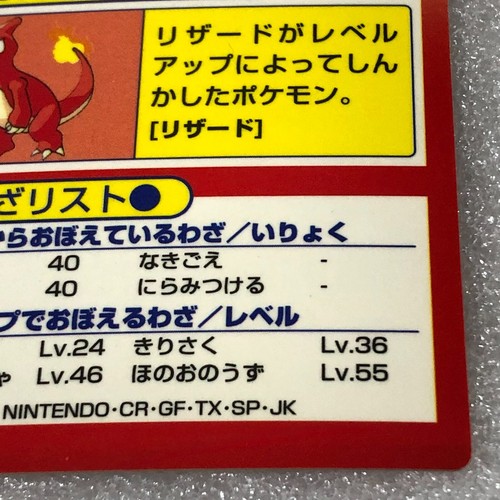 リザードがレベル
アップによってしん
かしたポケモン。
[リザード]
ざリスト●
らおぼえているわざ／いりょく
40 なきごえ -
40 にらみつける -
プでおぼえるわざ／レベル
Lv.24 きりさく Lv.36
ゃ Lv.46 ほのおのうず Lv.55
NINTENDO・CR・GF・TX・SP・JK